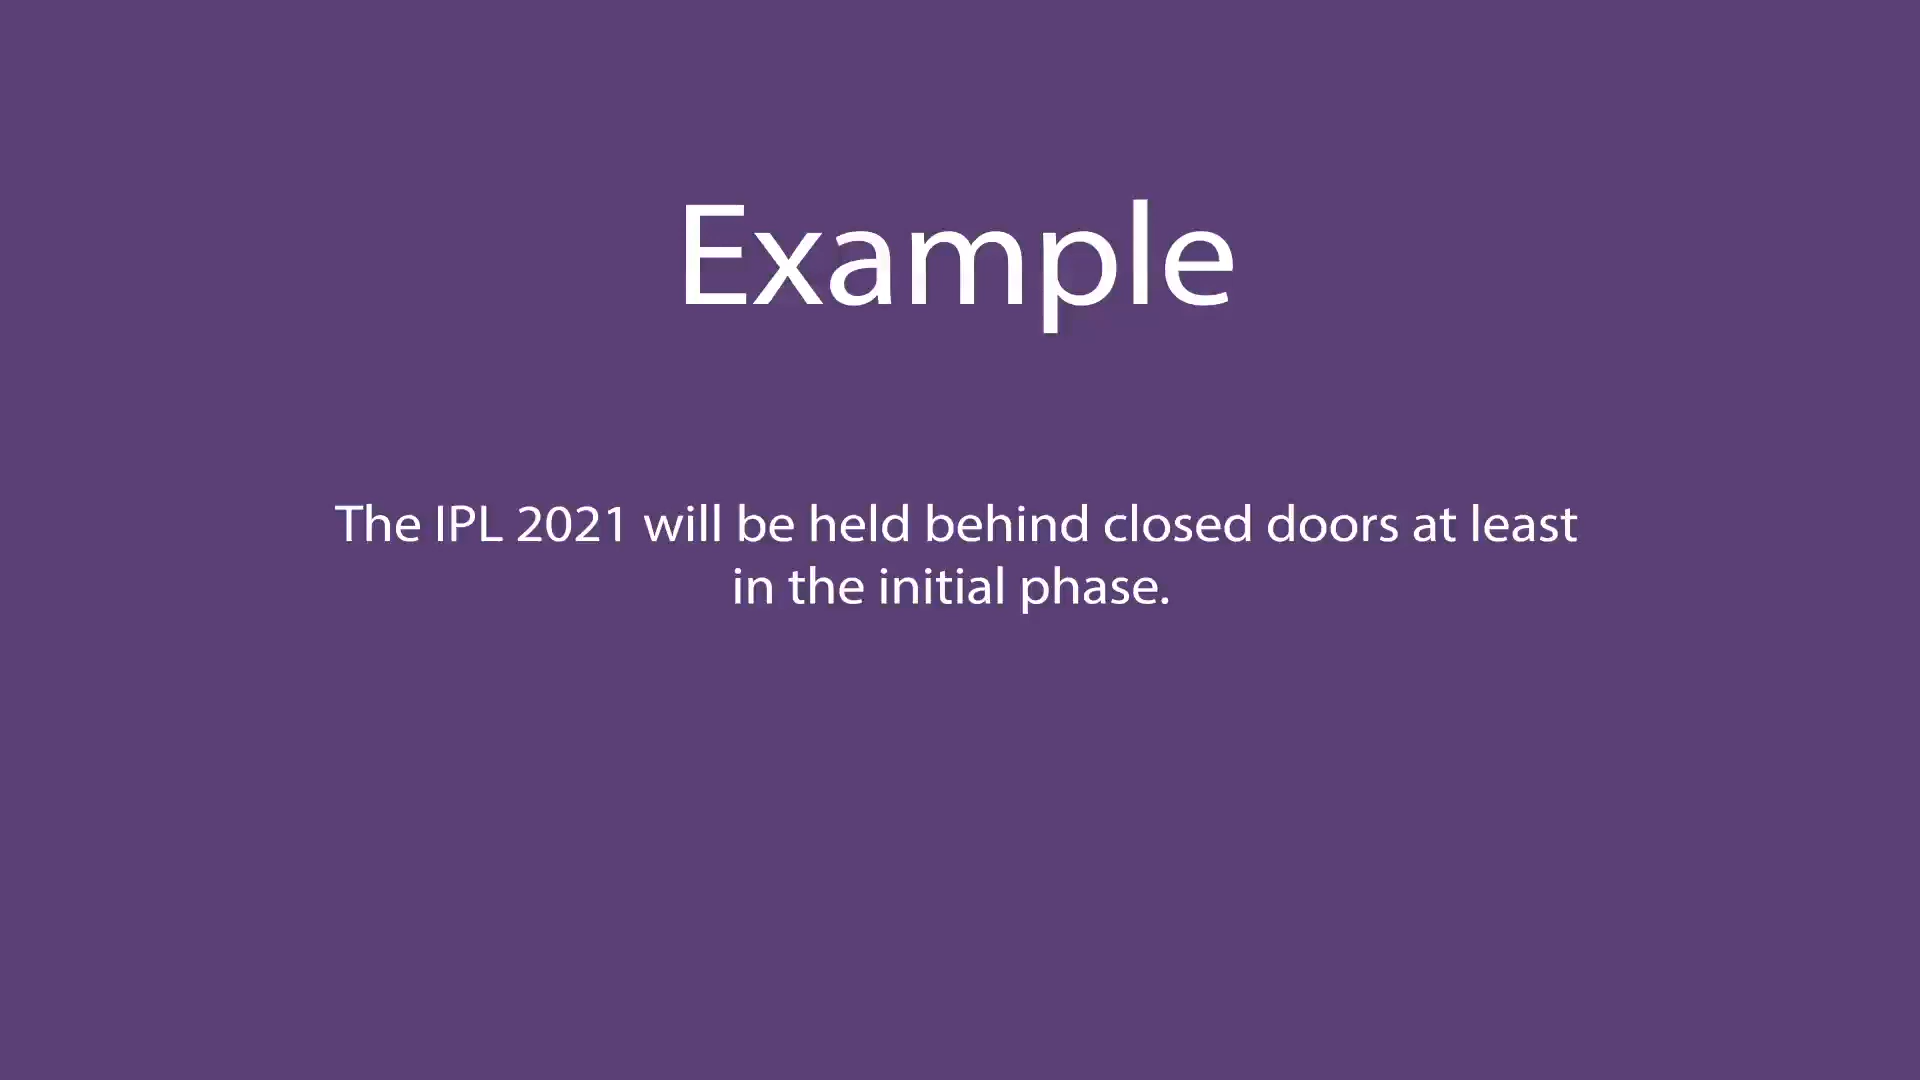 Example
The IPL 2021 will be held behind closed doors at least
in the initial phase.